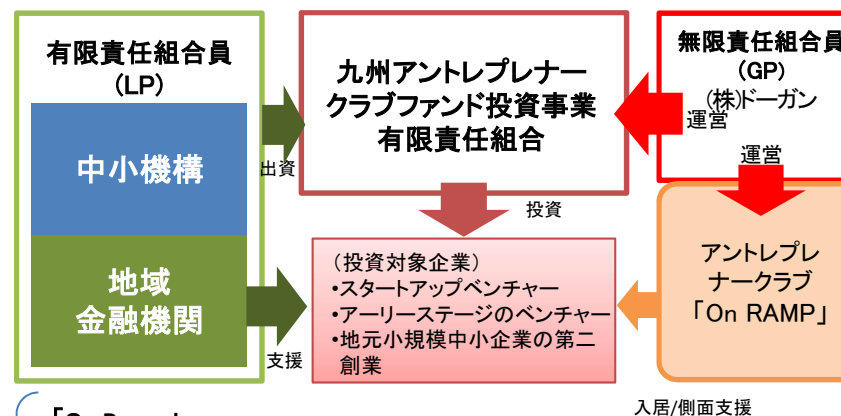 有限責任組合員
(LP)
中小機構
地域
金融機関
出資
支援
九州アントレプレナー
クラブファンド投資事業
有限責任組合
投資
(投資対象企業)
・スタートアップベンチャー
・アーリーステージのベンチャー
・地元小規模中小企業の第二
創業
無限責任組合員
(GP)
(株)ドーガン
運営
運営
アントレプレ
ナークラブ
「On RAMP」
入居/側面支援